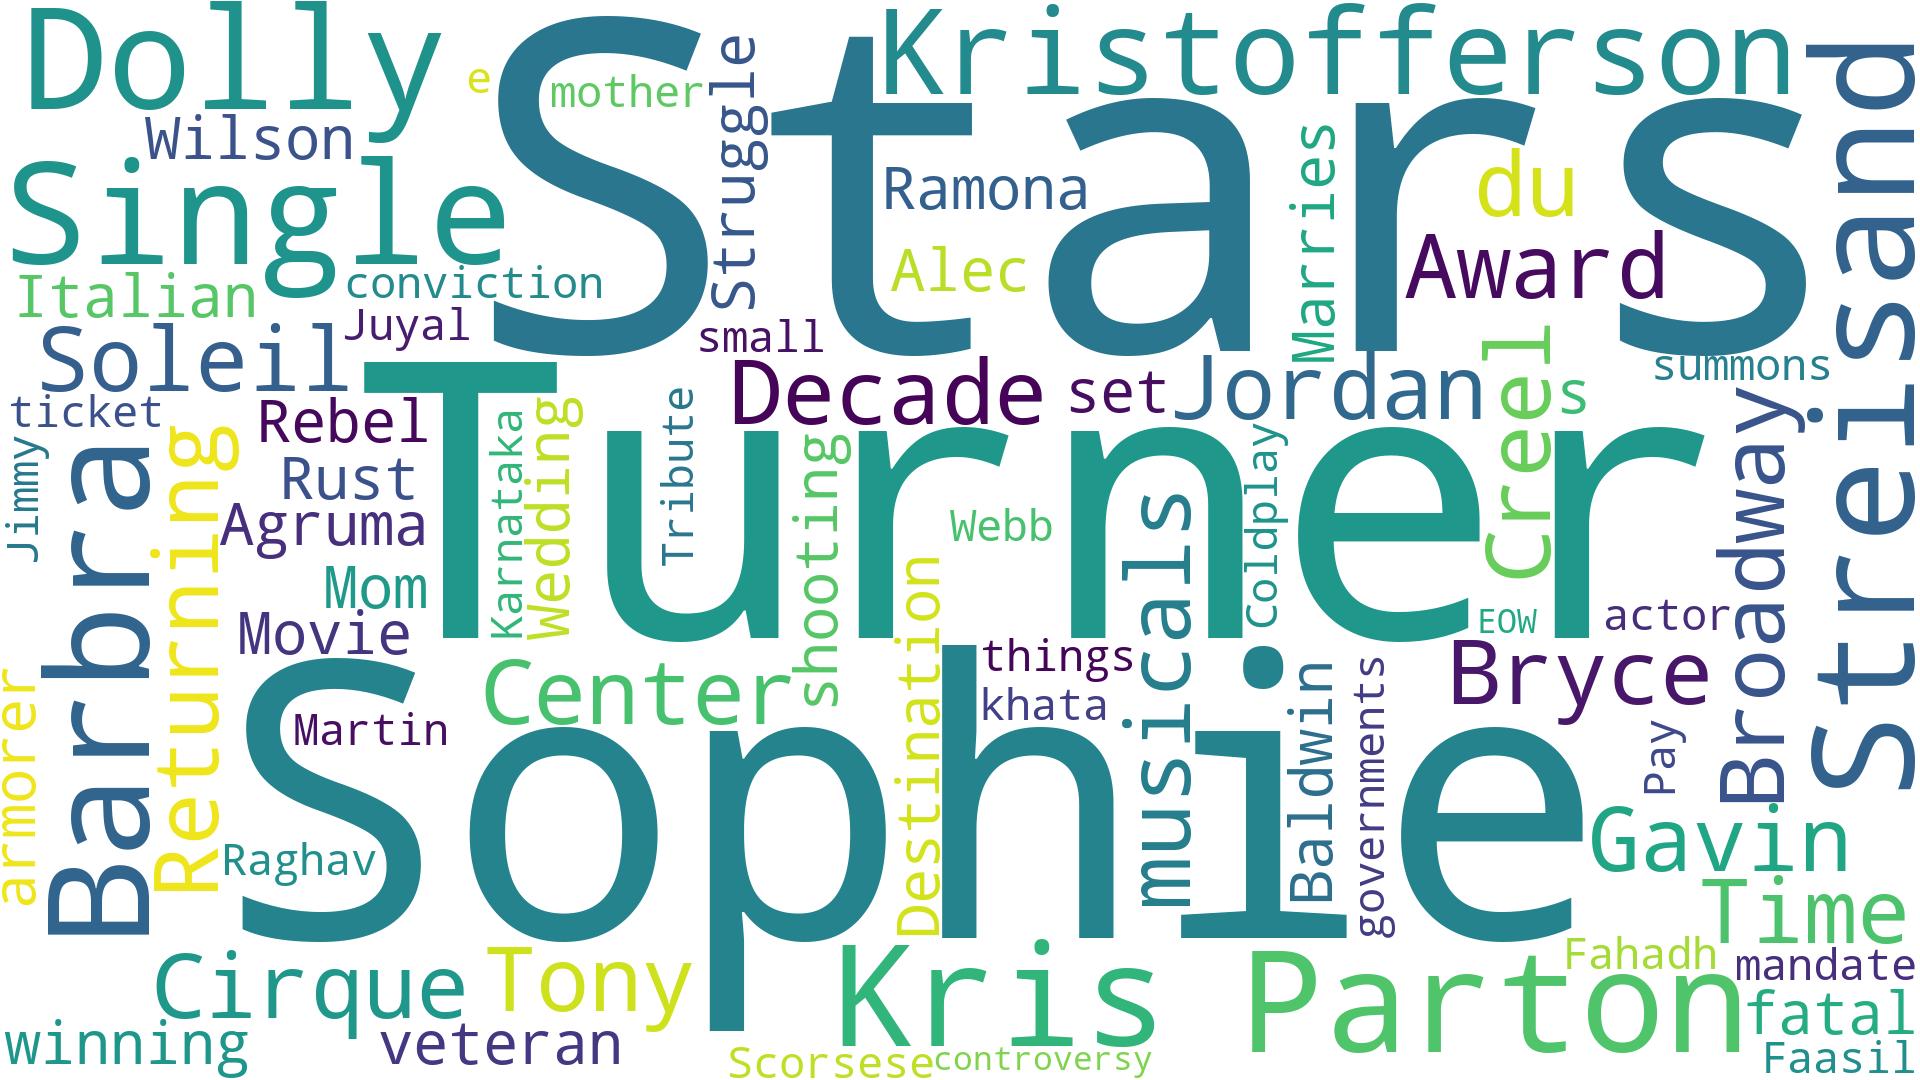 Dolly
Stars
Kristofferson
e
mother
Struggle
Streisand
Wilson
Single
Ramona
Marries
du
Alec
Award
Italian
conviction
Juyal
small
Soleil
Turner
Decade
set
Jordan
Creel
s
summons
ticket
Rebel
Karnataka
Wedding
Tribute
shooting
Coldplay
Broadway
Jimmy
Barbra
Returning
Rust
Agruma
Webb
musicals
Mom
Movie
Destination
EOW
actor
things
Center
khata
Baldwin
governments
Bryce
armorer
Martin
Sophie
Pay
Raghav
Gavin
Time
Cirque
Tony
Kris
Parton
Fahadh
mandate
fatal
winning
veteran
Scorsese
controversy
Faasil